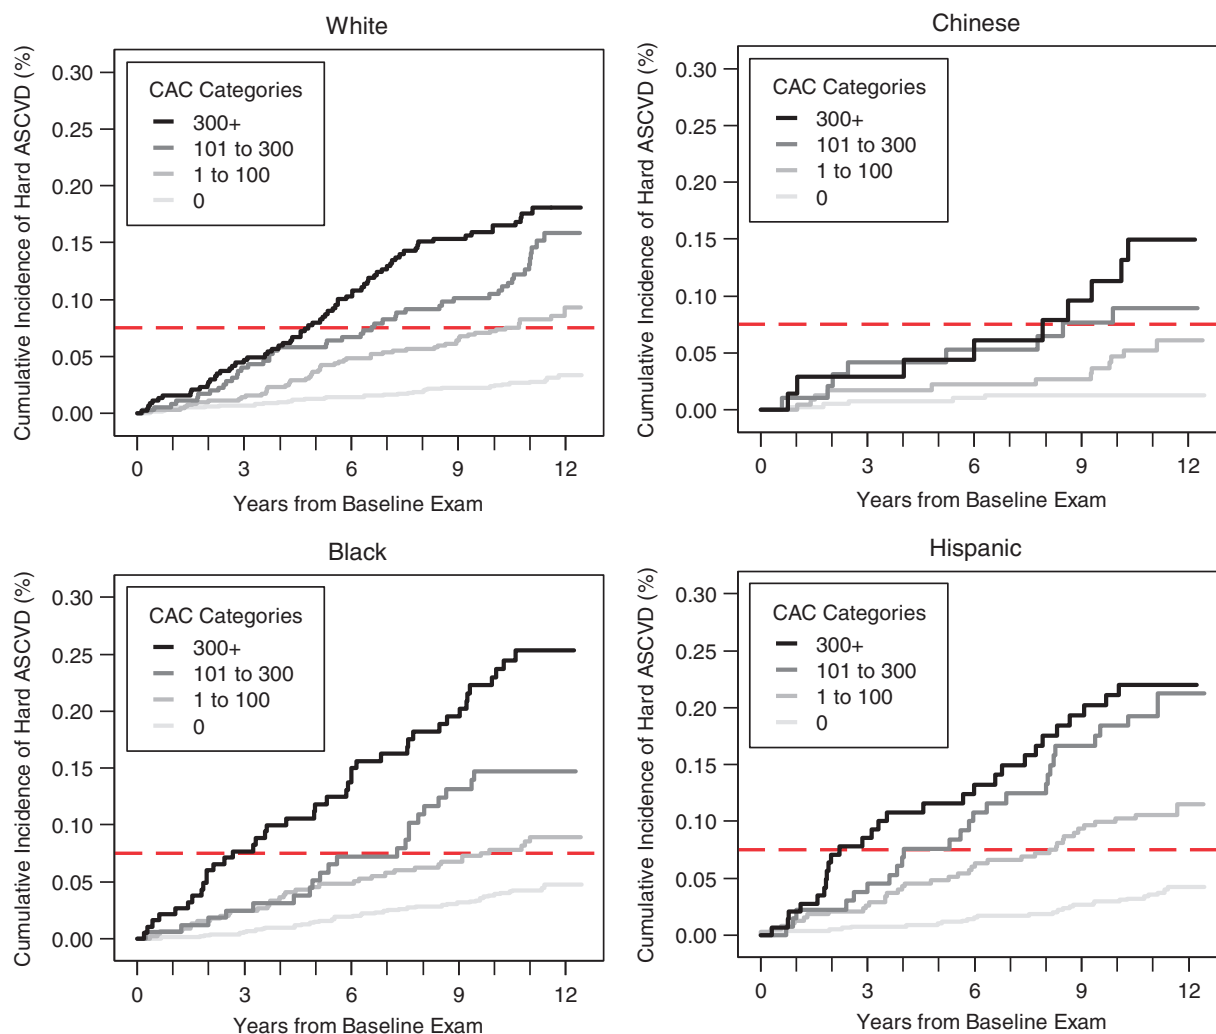 White
Cumulative Incidence of Hard ASCVD (%)
0.30
0.25
0.20
0.15
0.10
0.05
0.00
CAC Categories
300+
101 to 300
1 to 100
0
0 3 6 9 12
Years from Baseline Exam
Chinese
Cumulative Incidence of Hard ASCVD (%)
0.30
0.25
0.20
0.15
0.10
0.05
0.00
CAC Categories
300+
101 to 300
1 to 100
0
0 3 6 9 12
Years from Baseline Exam
Black
Cumulative Incidence of Hard ASCVD (%)
0.30
0.25
0.20
0.15
0.10
0.05
0.00
CAC Categories
300+
101 to 300
1 to 100
0
0 3 6 9 12
Years from Baseline Exam
Hispanic
Cumulative Incidence of Hard ASCVD (%)
0.30
0.25
0.20
0.15
0.10
0.05
0.00
CAC Categories
300+
101 to 300
1 to 100
0
0 3 6 9 12
Years from Baseline Exam